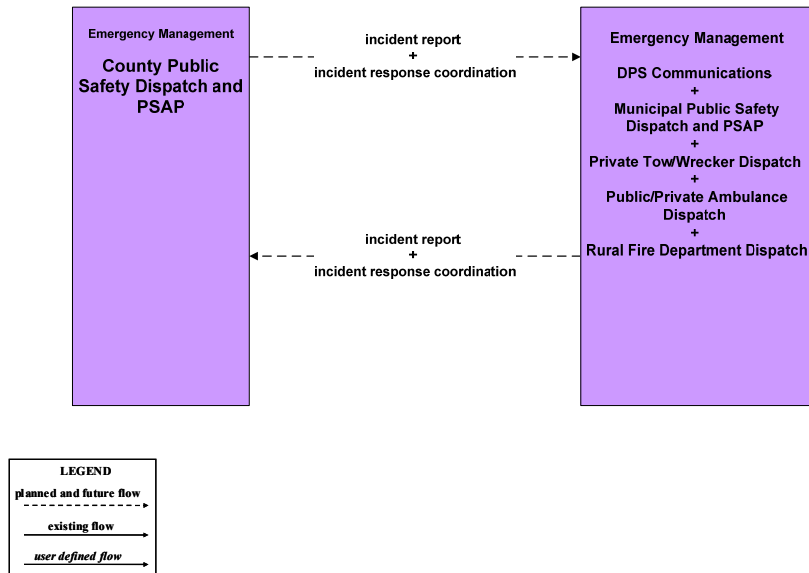 Emergency Management
County Public
Safety Dispatch and
PSAP
incident report
+
incident response coordination
Emergency Management
DPS Communications
+
Municipal Public Safety
Dispatch and PSAP
+
Private Tow/Wrecker Dispatch
+
Public/Private Ambulance
Dispatch
+
Rural Fire Department Dispatch
incident report
+
incident response coordination
LEGEND
planned and future flow
existing flow
user defined flow